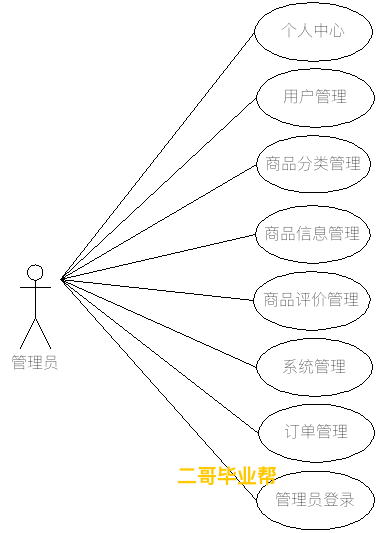 个人中心
用户管理
商品分类管理
商品信息管理
商品评价管理
管理员
系统管理
订单管理
二哥毕业帮
管理员登录